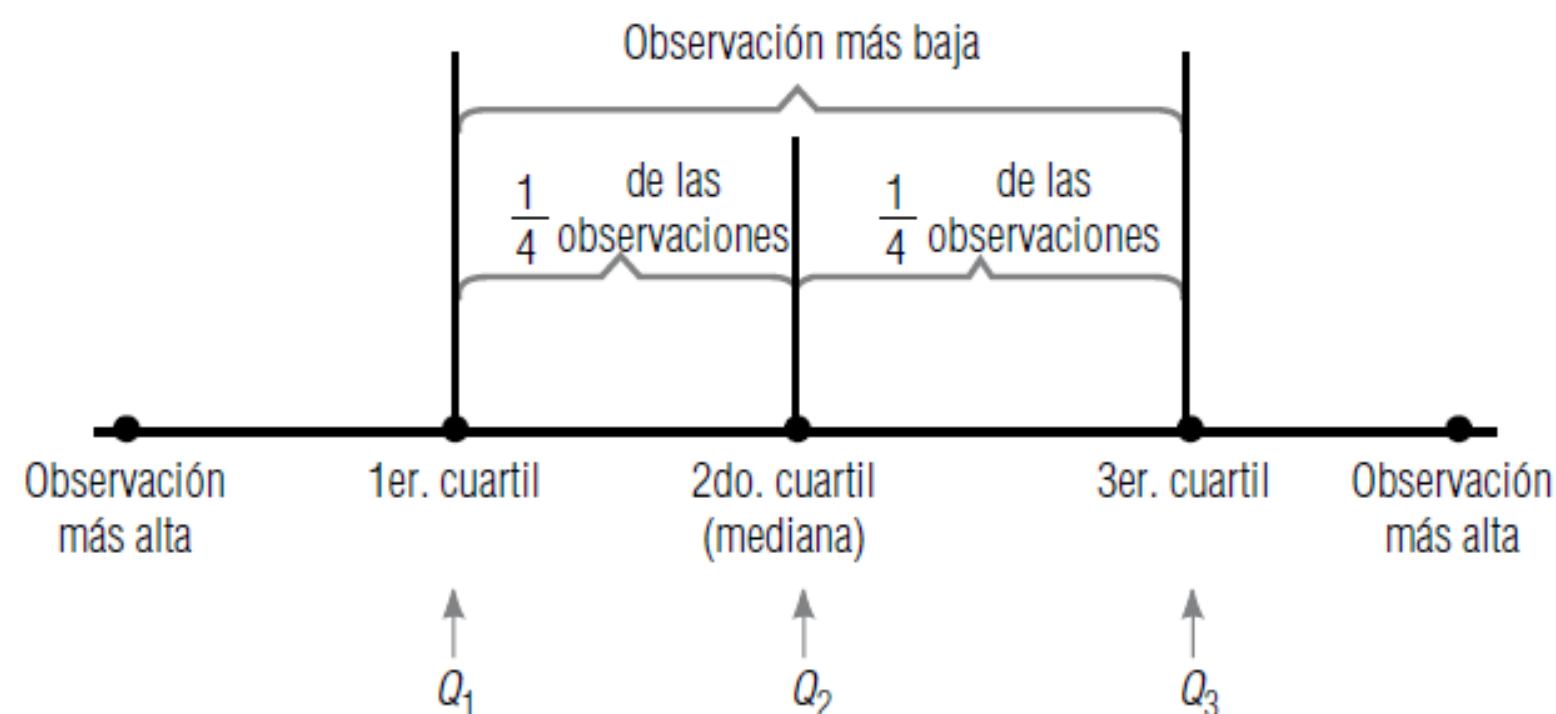 Observación más baja
1
4
de las
observaciones
1
4
de las
observaciones
Observación
más alta
1er. cuartil
2do. cuartil
(mediana)
3er. cuartil
Observación
más alta
Q1
Q2
Q3